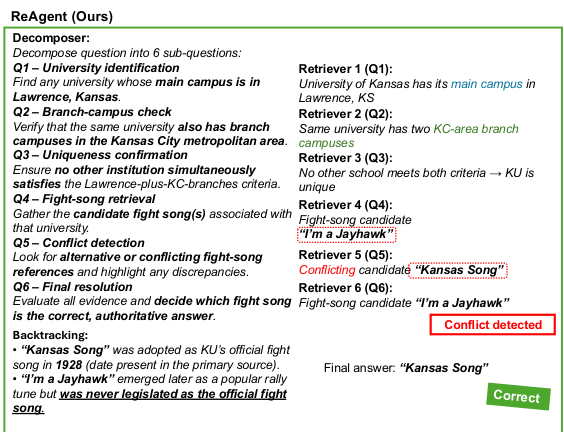 ReAgent (Ours)
Decomposer:
Decompose question into 6 sub-questions:
Q1 – University identification
Find any university whose main campus is in
Lawrence, Kansas.
Q2 – Branch-campus check
Verify that the same university also has branch
campuses in the Kansas City metropolitan area.
Q3 – Uniqueness confirmation
Ensure no other institution simultaneously
satisfies the Lawrence-plus-KC-branches criteria.
Q4 – Fight-song retrieval
Gather the candidate fight song(s) associated with
that university.
Q5 – Conflict detection
Look for alternative or conflicting fight-song
references and highlight any discrepancies.
Q6 – Final resolution
Evaluate all evidence and decide which fight song
is the correct, authoritative answer.
Backtracking:
• “Kansas Song” was adopted as KU’s official fight
song in 1928 (date present in the primary source).
• “I’m a Jayhawk” emerged later as a popular rally
tune but was never legislated as the official fight
song.
Retriever 1 (Q1):
University of Kansas has its main campus in
Lawrence, KS
Retriever 2 (Q2):
Same university has two KC-area branch
campuses
Retriever 3 (Q3):
No other school meets both criteria → KU is
unique
Retriever 4 (Q4):
Fight-song candidate
“I’m a Jayhawk”
Retriever 5 (Q5):
Conflicting candidate “Kansas Song”
Retriever 6 (Q6):
Fight-song candidate “I’m a Jayhawk”
Conflict detected
Final answer: “Kansas Song”
Correct